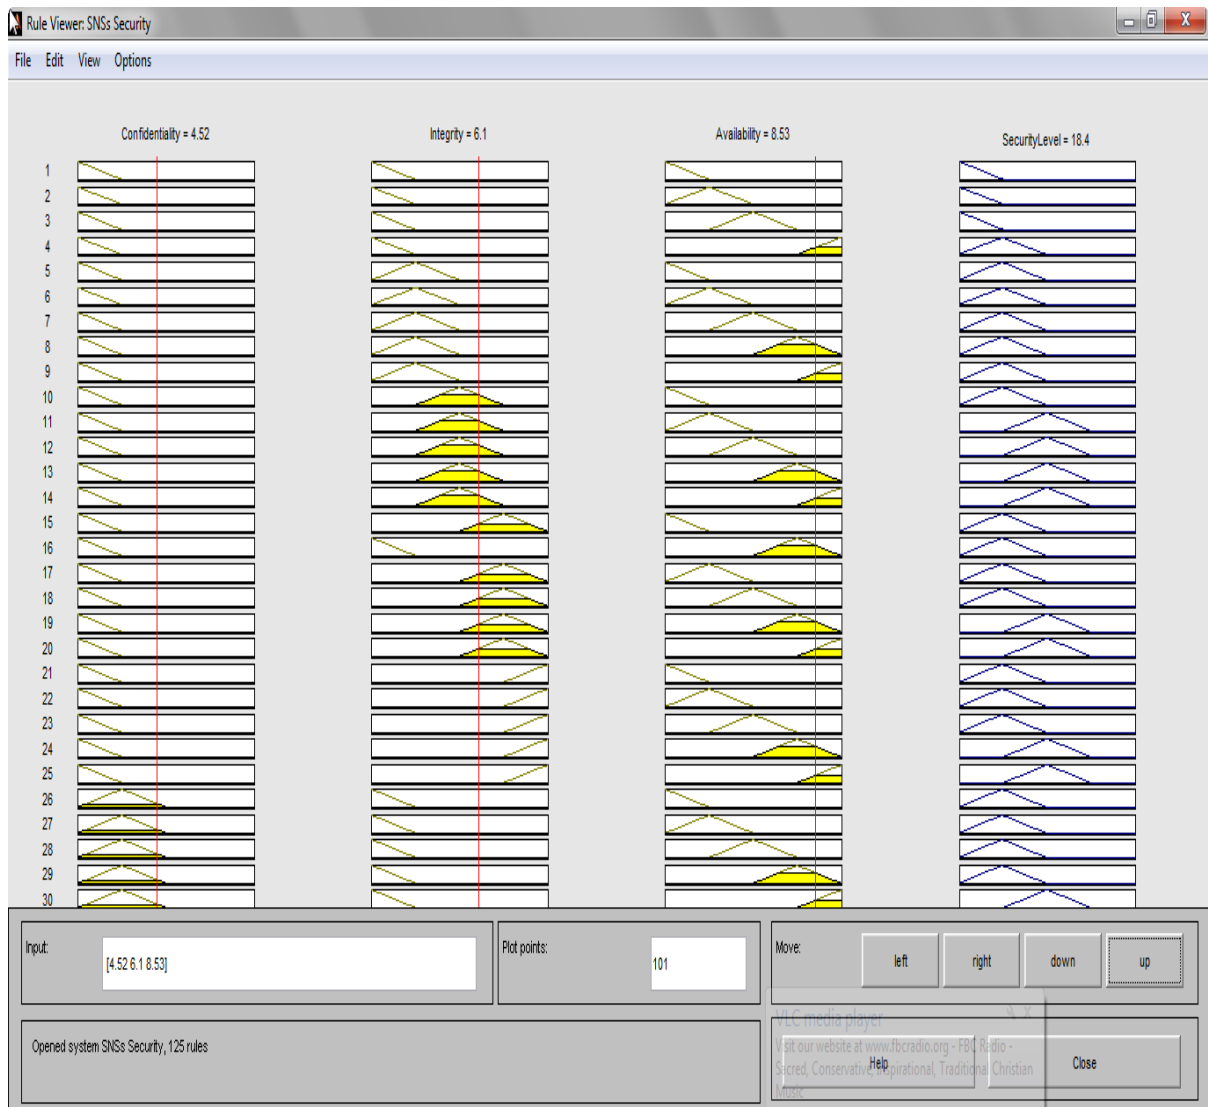 Rule Viewer: SNSs Security
File Edit View Options
Confidentiality = 4.52
Integrity = 6.1
Availability = 8.53
SecurityLevel = 18.4
1
2
3
4
5
6
7
8
9
10
11
12
13
14
15
16
17
18
19
20
21
22
23
24
25
26
27
28
29
30
Input:
[4.52 6.1 8.53]
Plot points:
101
Move:
left
right
down
up
Opened system SNSs Security, 125 rules
VLC media player
Visit our website at www.fbcradio.org - FBC Radio -
Sacred, Conservative, Inspirational, Traditional Christian
Music
Help
Close